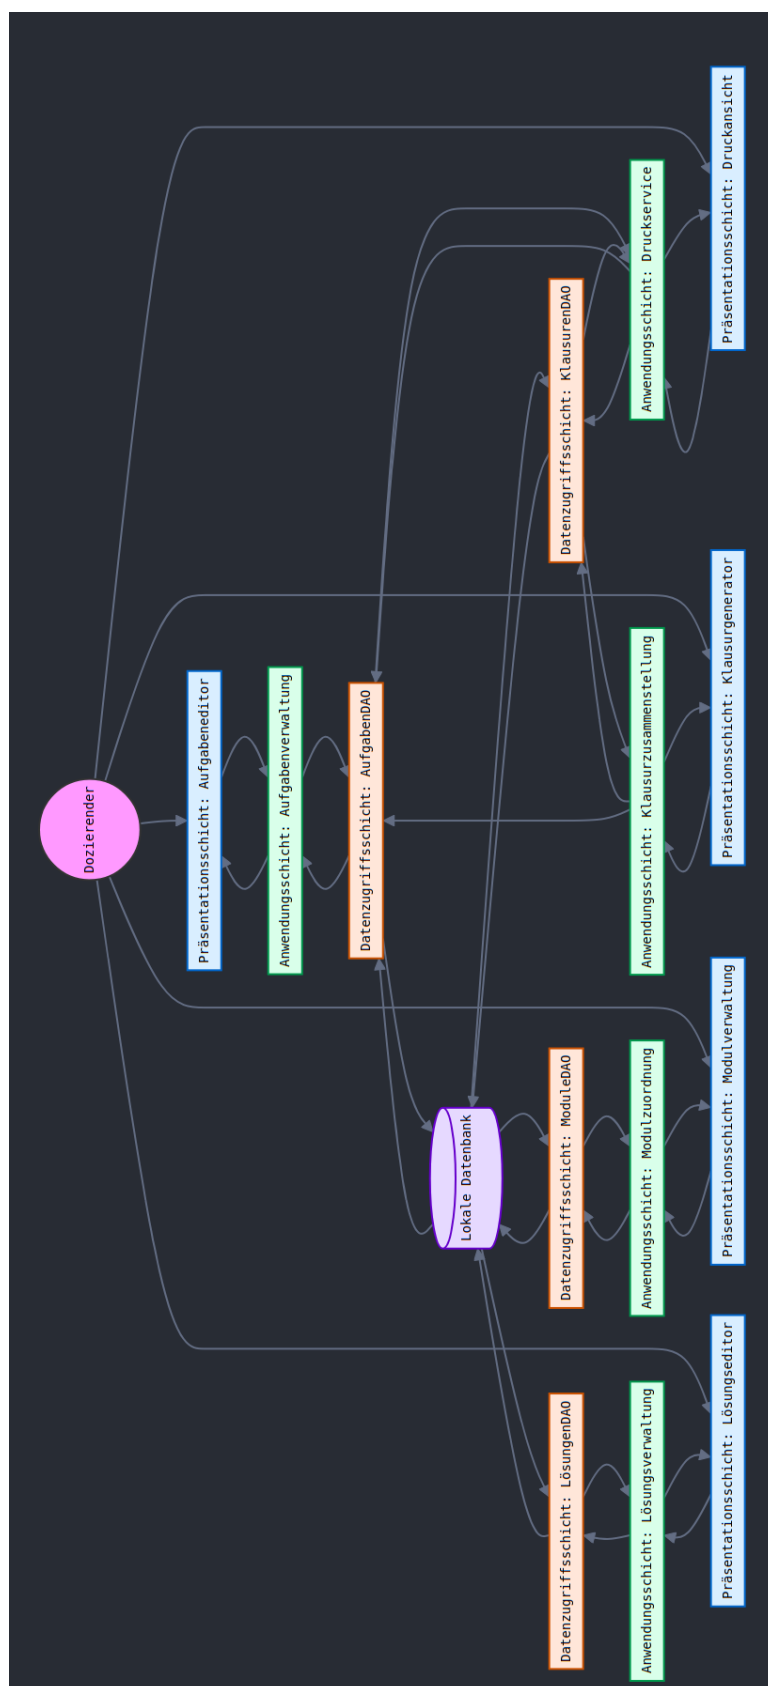 Dozierender
Präsentationsschicht: Aufgabeneditor
Anwendungsschicht: Aufgabenverwaltung
Datenzugriffsschicht: AufgabenDAO
Lokale Datenbank
Datenzugriffsschicht: LösungenDAO
Datenzugriffsschicht: ModuleDAO
Datenzugriffsschicht: KlausurenDAO
Anwendungsschicht: Lösungsverwaltung
Anwendungsschicht: Modulzuordnung
Anwendungsschicht: Klausurzusammenstellung
Anwendungsschicht: Druckservice
Präsentationsschicht: Lösungseditor
Präsentationsschicht: Modulverwaltung
Präsentationsschicht: Klausurgenerator
Präsentationsschicht: Druckansicht